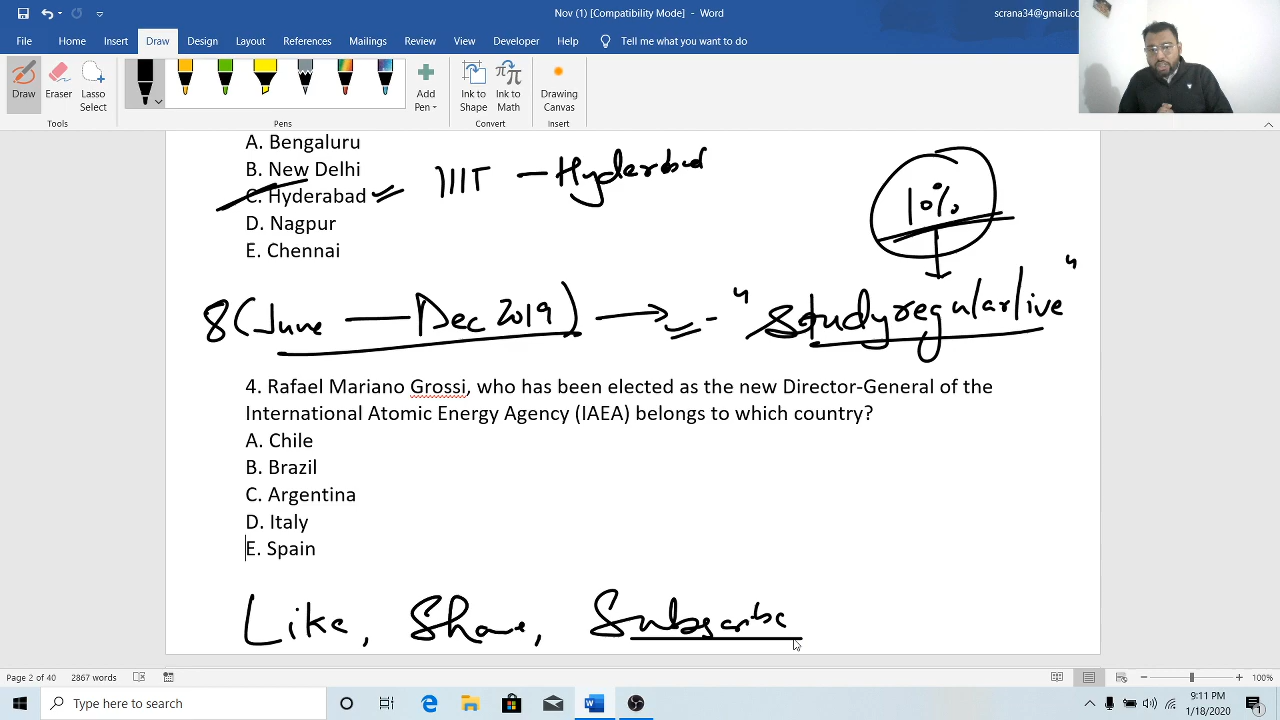 Nov (1) [Compatibility Mode] - Word
scrana34@gmail.co
File Home Insert Draw Design Layout References Mailings Review View Developer Help Tell me what you want to do
Draw Eraser Lasso Select Add Pen Ink to Shape Ink to Math Drawing Canvas
Tools Pens Convert Insert
A. Bengaluru
B. New Delhi
C. Hyderabad
IIIT - Hyderabad
D. Nagpur
E. Chennai
10%
8 (June — Dec 2019) → - "studyregularlive"
4. Rafael Mariano Grossi, who has been elected as the new Director-General of the
International Atomic Energy Agency (IAEA) belongs to which country?
A. Chile
B. Brazil
C. Argentina
D. Italy
E. Spain
Like, Share, Subscribe
Page 2 of 40 2867 words 100%
Type here to search
9:11 PM
1/18/2020